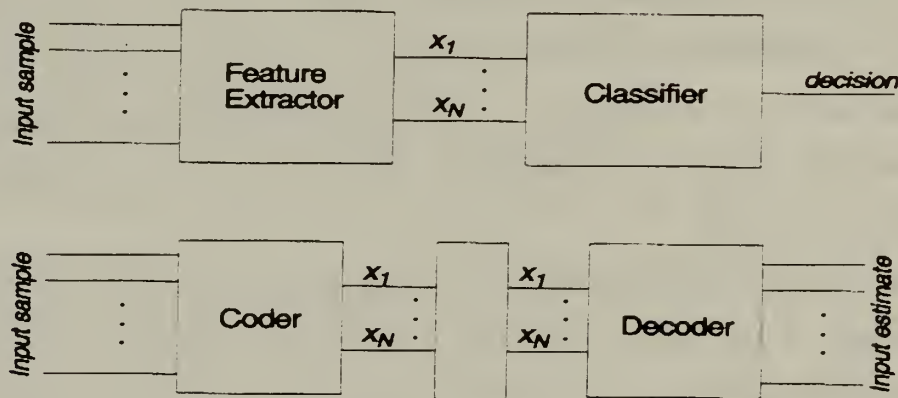 Input sample
Feature
Extractor
x1
xN
Classifier
decision
Input sample
Coder
x1
xN
x1
xN
Decoder
Input estimate